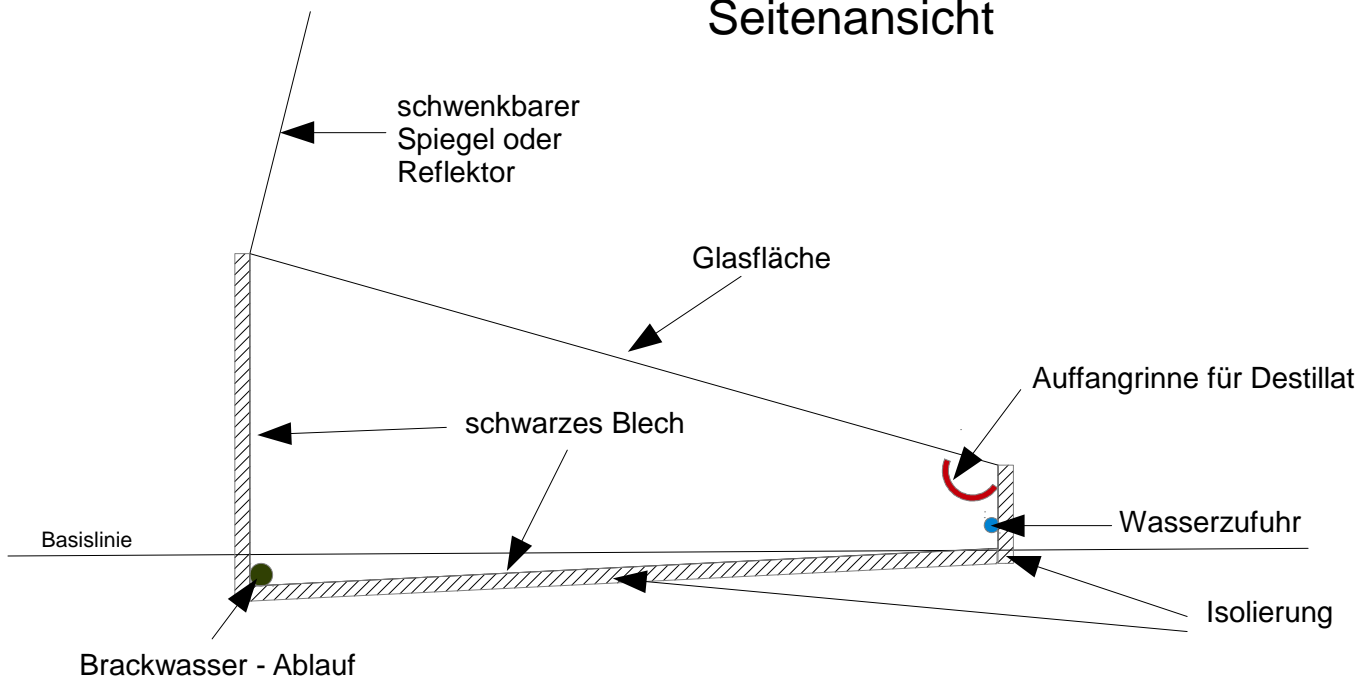 Seitenansicht
schwenkbarer
Spiegel oder
Reflektor
Glasfläche
Auffangrinne für Destillat
schwarzes Blech
Wasserzufuhr
Basislinie
Isolierung
Brackwasser - Ablauf